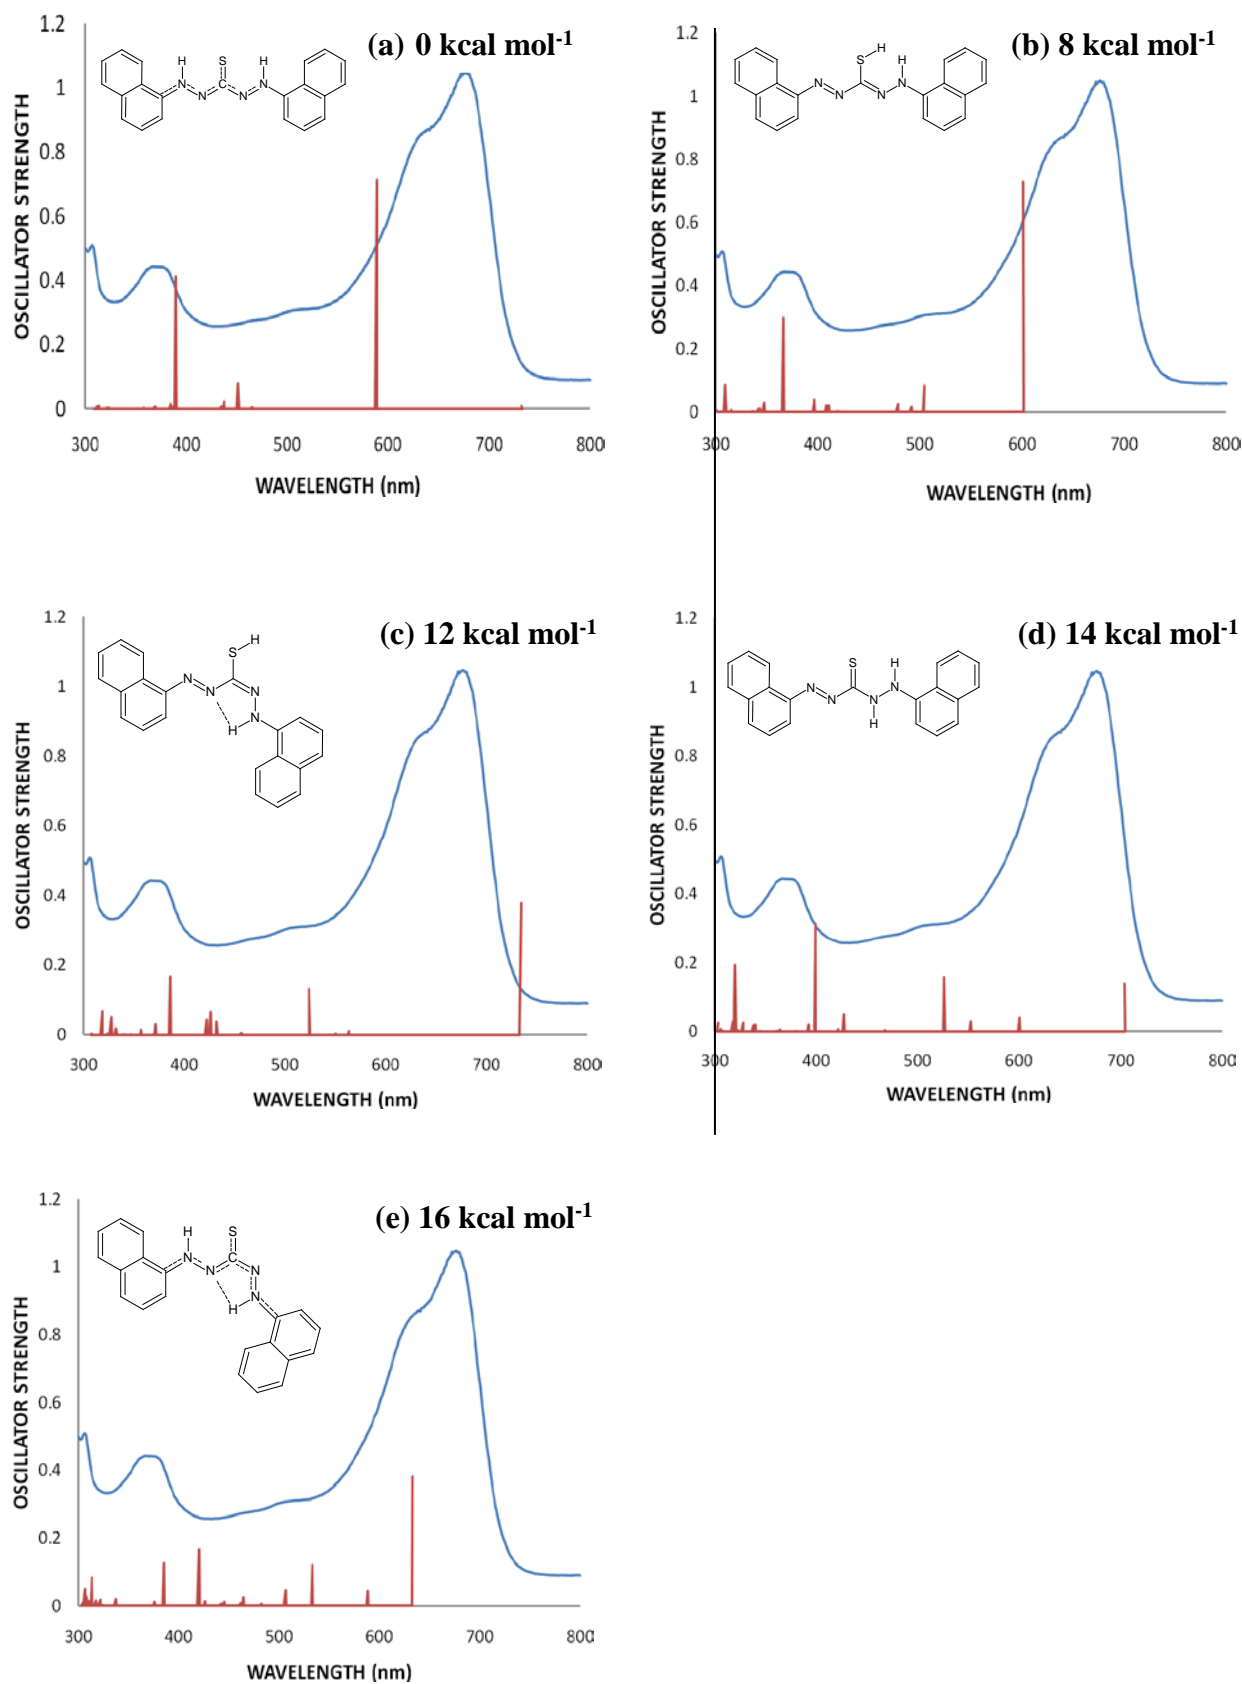 (a) 0 kcal mol-1
1.2
1
0.8
0.6
0.4
0.2
0
OSCILLATOR STRENGTH
H
S
H
N
N
C
N
N
300 400 500 600 700 800
WAVELENGTH (nm)
(b) 8 kcal mol-1
1.2
1
0.8
0.6
0.4
0.2
0
OSCILLATOR STRENGTH
H
S
H
N
N
N
N
300 400 500 600 700 800
WAVELENGTH (nm)
(c) 12 kcal mol-1
1.2
1
0.8
0.6
0.4
0.2
0
OSCILLATOR STRENGTH
H
S
N
N
N
N
H
300 400 500 600 700 800
WAVELENGTH (nm)
(d) 14 kcal mol-1
1.2
1
0.8
0.6
0.4
0.2
0
OSCILLATOR STRENGTH
S
H
N
N
N
N
H
300 400 500 600 700 800
WAVELENGTH (nm)
(e) 16 kcal mol-1
1.2
1
0.8
0.6
0.4
0.2
0
OSCILLATOR STRENGTH
H
S
N
N
C
N
N
H
300 400 500 600 700 800
WAVELENGTH (nm)